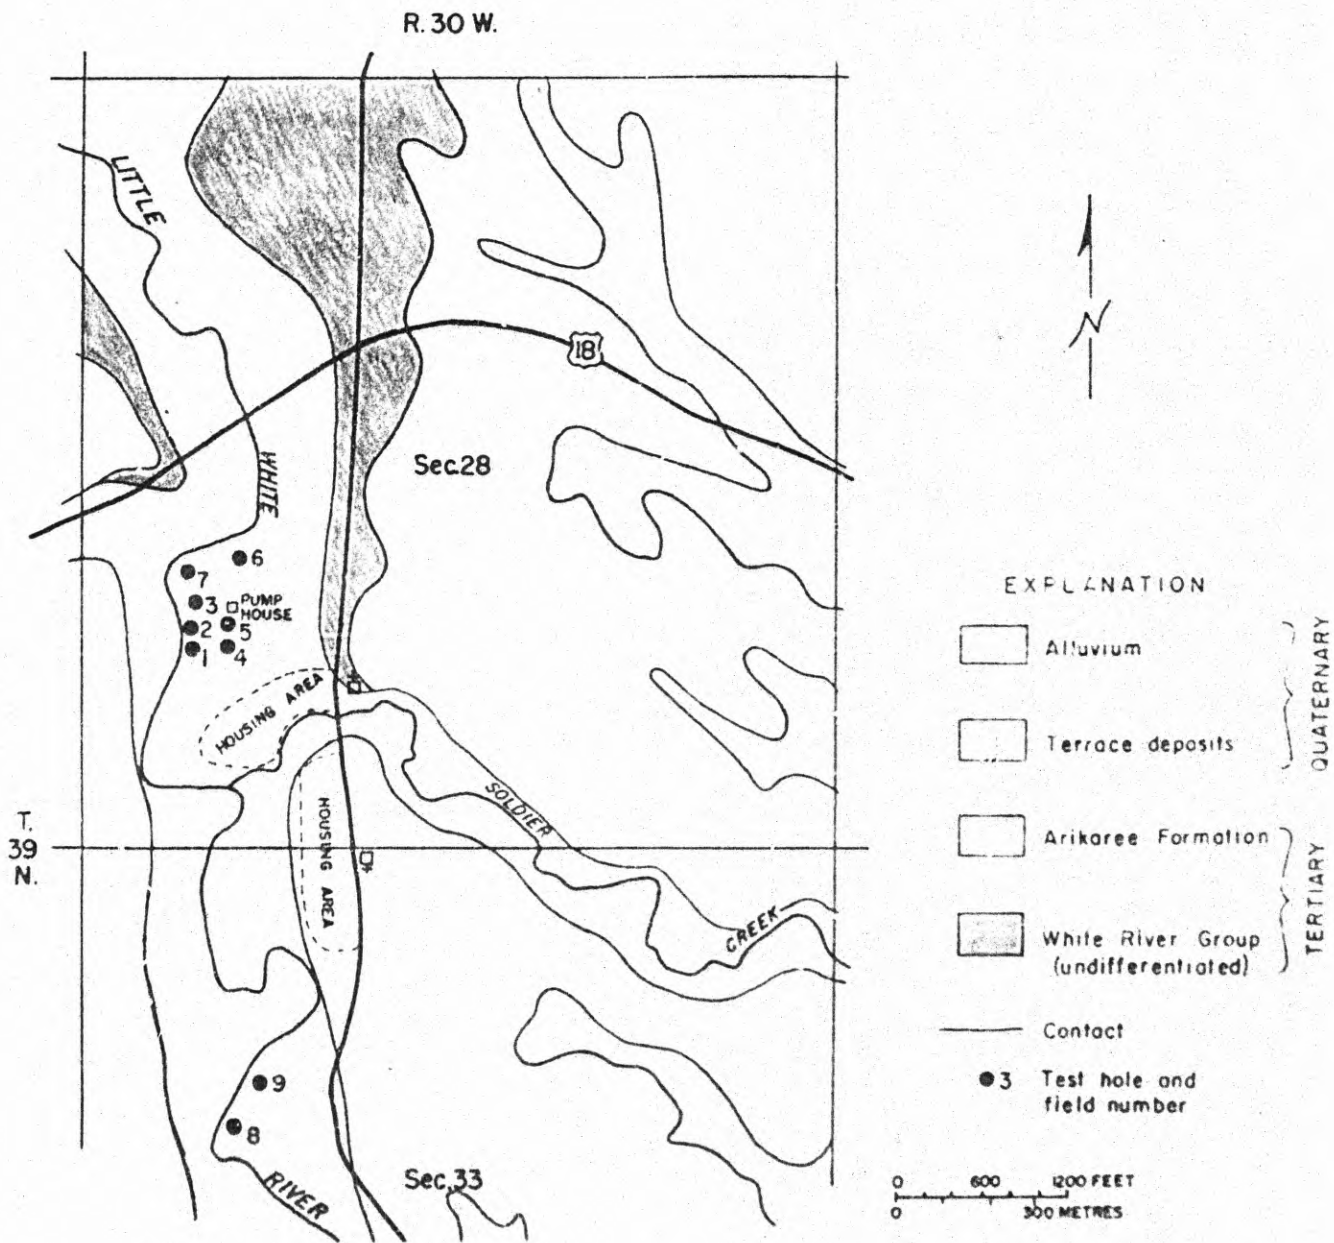 R. 30 W.
LITTLE
18
WHITE
Sec.28
6
7
3
PUMP
HOUSE
2
5
1
4
HOUSING AREA
HOUSING AREA
SOLDIER
CREEK
T.
39
N.
9
8
RIVER
Sec.33
N
EXPLANATION
Alluvium
Terrace deposits
QUATERNARY
Arikaree Formation
White River Group
(undifferentiated)
TERTIARY
Contact
3 Test hole and
field number
0 600 1200 FEET
0 300 METRES